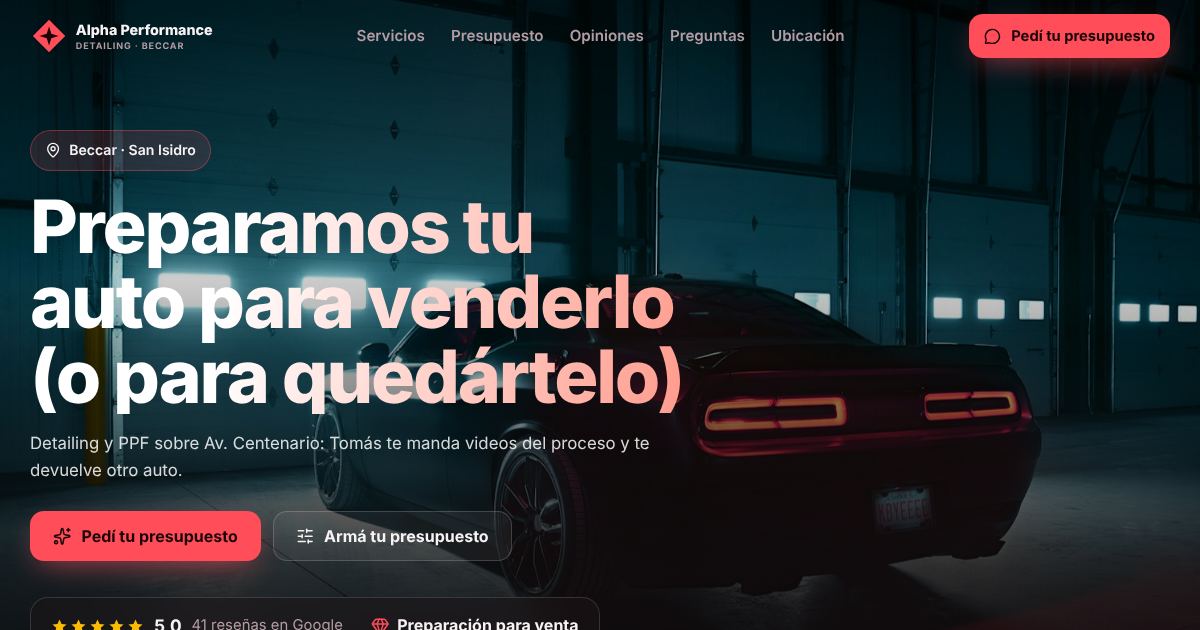 Alpha Performance
DETAILING · BECCAR
Servicios
Presupuesto
Opiniones
Preguntas
Ubicación
Pedí tu presupuesto
Beccar · San Isidro
Preparamos tu
auto para venderlo
(o para quedártelo)
Detailing y PPF sobre Av. Centenario: Tomás te manda videos del proceso y te
devuelve otro auto.
Pedí tu presupuesto
Armá tu presupuesto
5.0
41 reseñas en Google
Preparación para venta